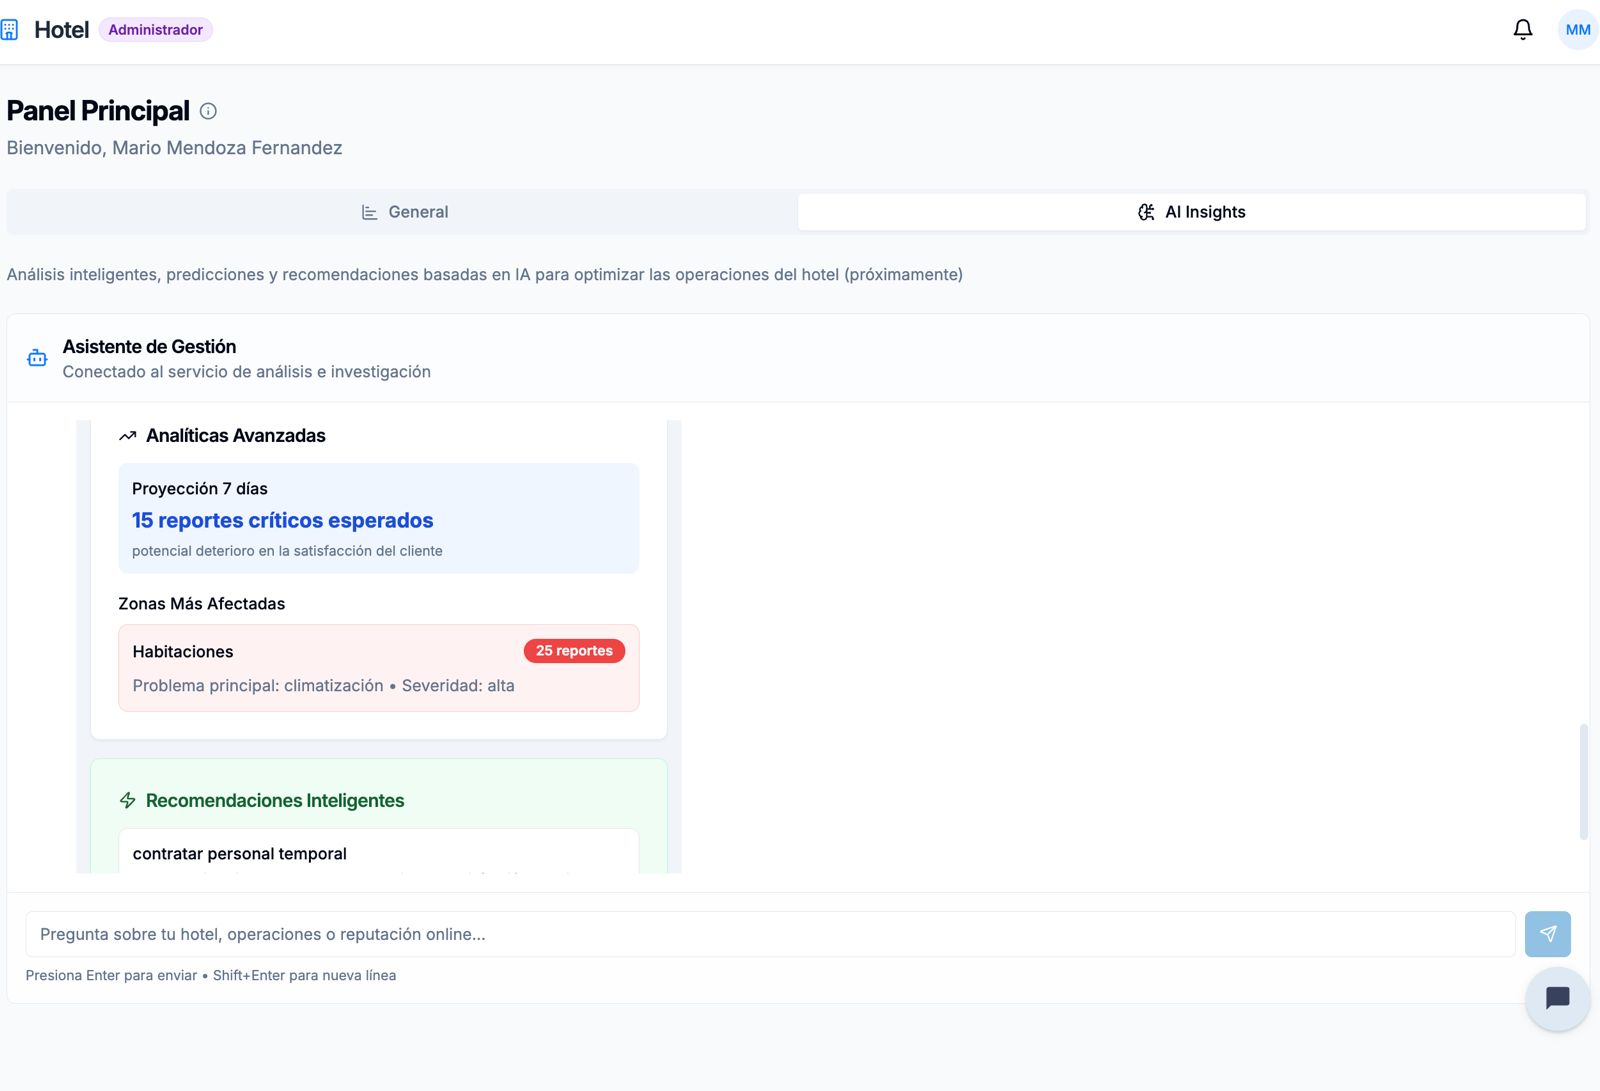 Hotel Administrador
MM
Panel Principal
Bienvenido, Mario Mendoza Fernandez
General
AI Insights
Análisis inteligentes, predicciones y recomendaciones basadas en IA para optimizar las operaciones del hotel (próximamente)
Asistente de Gestión
Conectado al servicio de análisis e investigación
Analíticas Avanzadas
Proyección 7 días
15 reportes críticos esperados
potencial deterioro en la satisfacción del cliente
Zonas Más Afectadas
Habitaciones
25 reportes
Problema principal: climatización • Severidad: alta
Recomendaciones Inteligentes
contratar personal temporal
Pregunta sobre tu hotel, operaciones o reputación online...
Presiona Enter para enviar • Shift+Enter para nueva línea